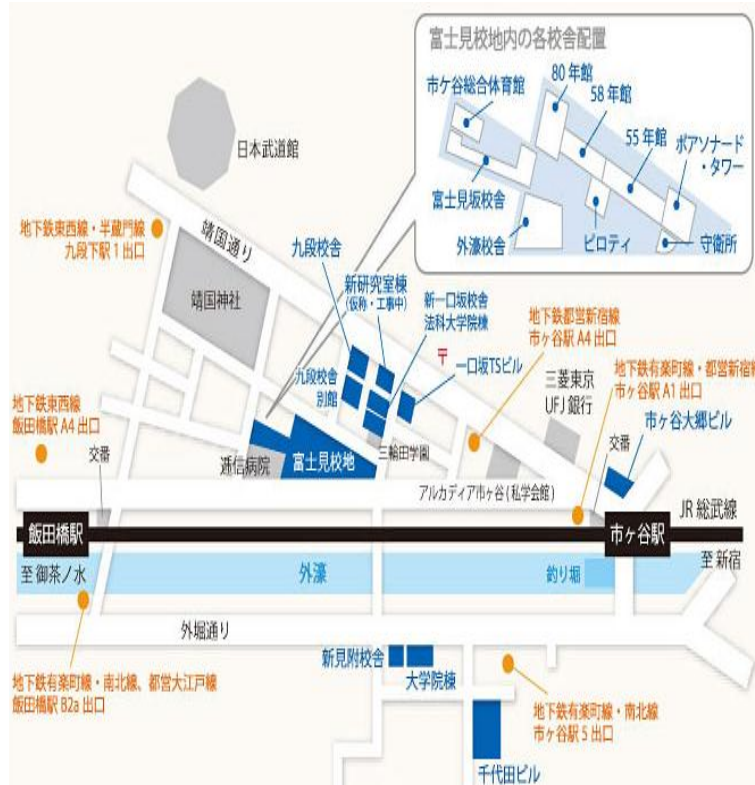 富士見校地内の各校舎配置
80年館
58年館
市ケ谷総合体育館
55年館
ボアソナード
・タワー
富士見坂校舎
外濠校舎
ピロティ
守衛所
日本武道館
地下鉄東西線・半蔵門線
九段下駅1出口
靖国通り
靖国神社
九段校舎
新研究室棟
(仮称・工事中)
新一口坂校舎
法科大学院棟
〒
一口坂TSビル
九段校舎
別館
地下鉄都営新宿線
市ヶ谷駅A4出口
三菱東京
UFJ銀行
地下鉄有楽町線・都営新宿線
市ヶ谷駅A1出口
市ヶ谷大郷ビル
交番
地下鉄東西線
飯田橋駅A4出口
交番
逓信病院
富士見校地
三輪田学園
アルカディア市ヶ谷(私学会館)
飯田橋駅
市ヶ谷駅
JR総武線
至御茶ノ水
外濠
釣り堀
至新宿
外堀通り
新見附校舎
大学院棟
地下鉄有楽町線・南北線、都営大江戸線
飯田橋駅B2a出口
地下鉄有楽町線・南北線
市ヶ谷駅5出口
千代田ビル